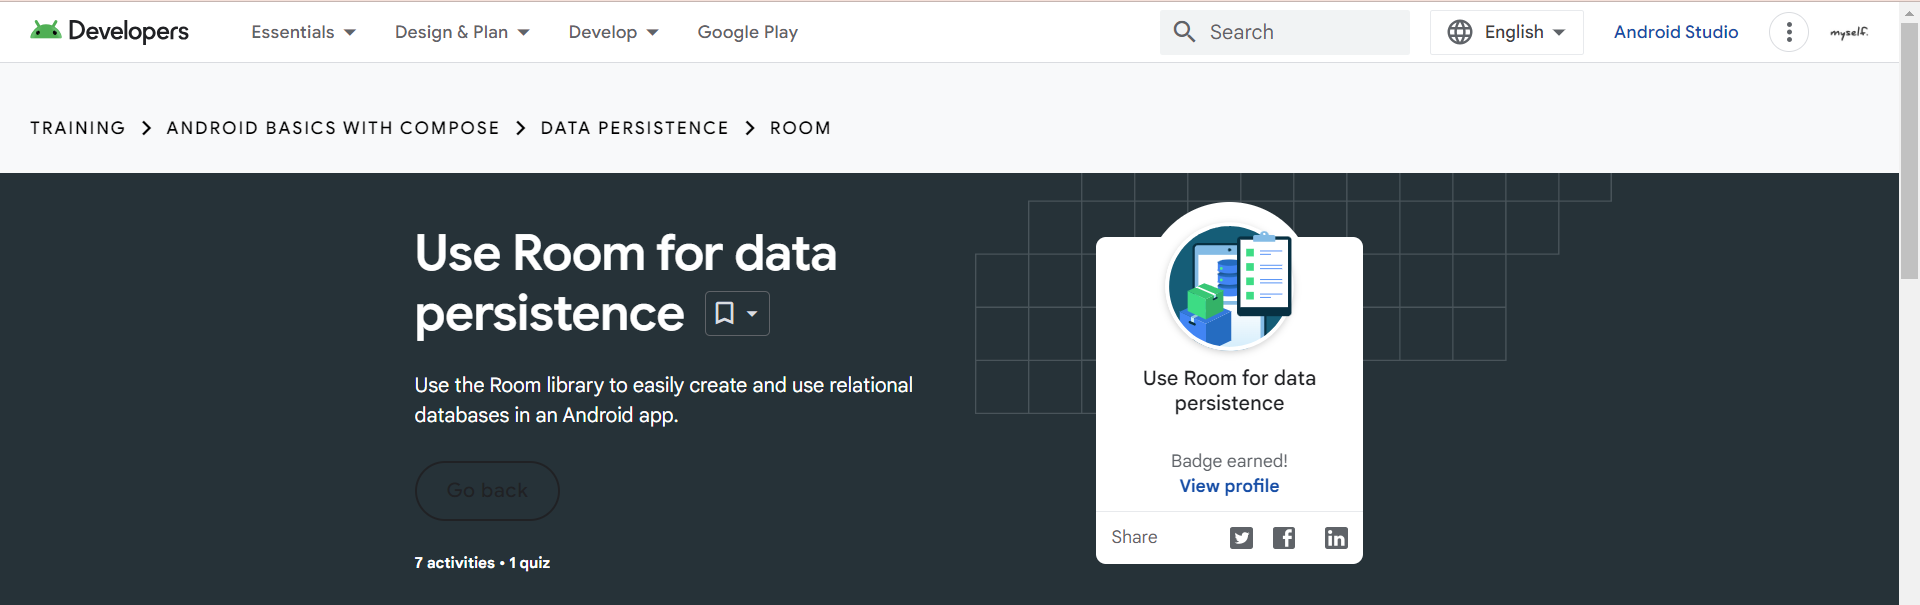 Developers Essentials Design & Plan Develop Google Play Search English Android Studio myself.
TRAINING > ANDROID BASICS WITH COMPOSE > DATA PERSISTENCE > ROOM
Use Room for data
persistence
Use the Room library to easily create and use relational
databases in an Android app.
Go back
7 activities • 1 quiz
Use Room for data
persistence
Badge earned!
View profile
Share